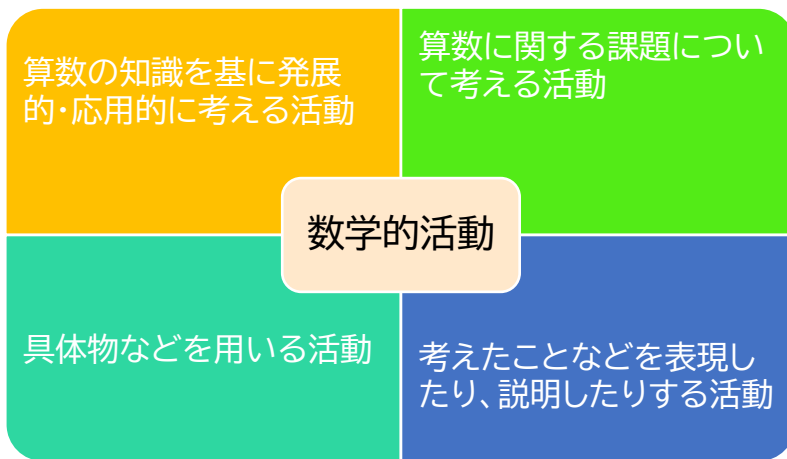 算数の知識を基に発展
的・応用的に考える活動
算数に関する課題につい
て考える活動
数学的活動
具体物などを用いる活動
考えたことなどを表現し
たり、説明したりする活動